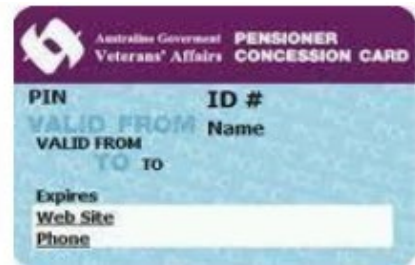 Australian Goverment PENSIONER
Veterans' Affairs CONCESSION CARD
PIN
ID #
VALID FROM
Name
VALID FROM
TO
TO
Expires
Web Site
Phone